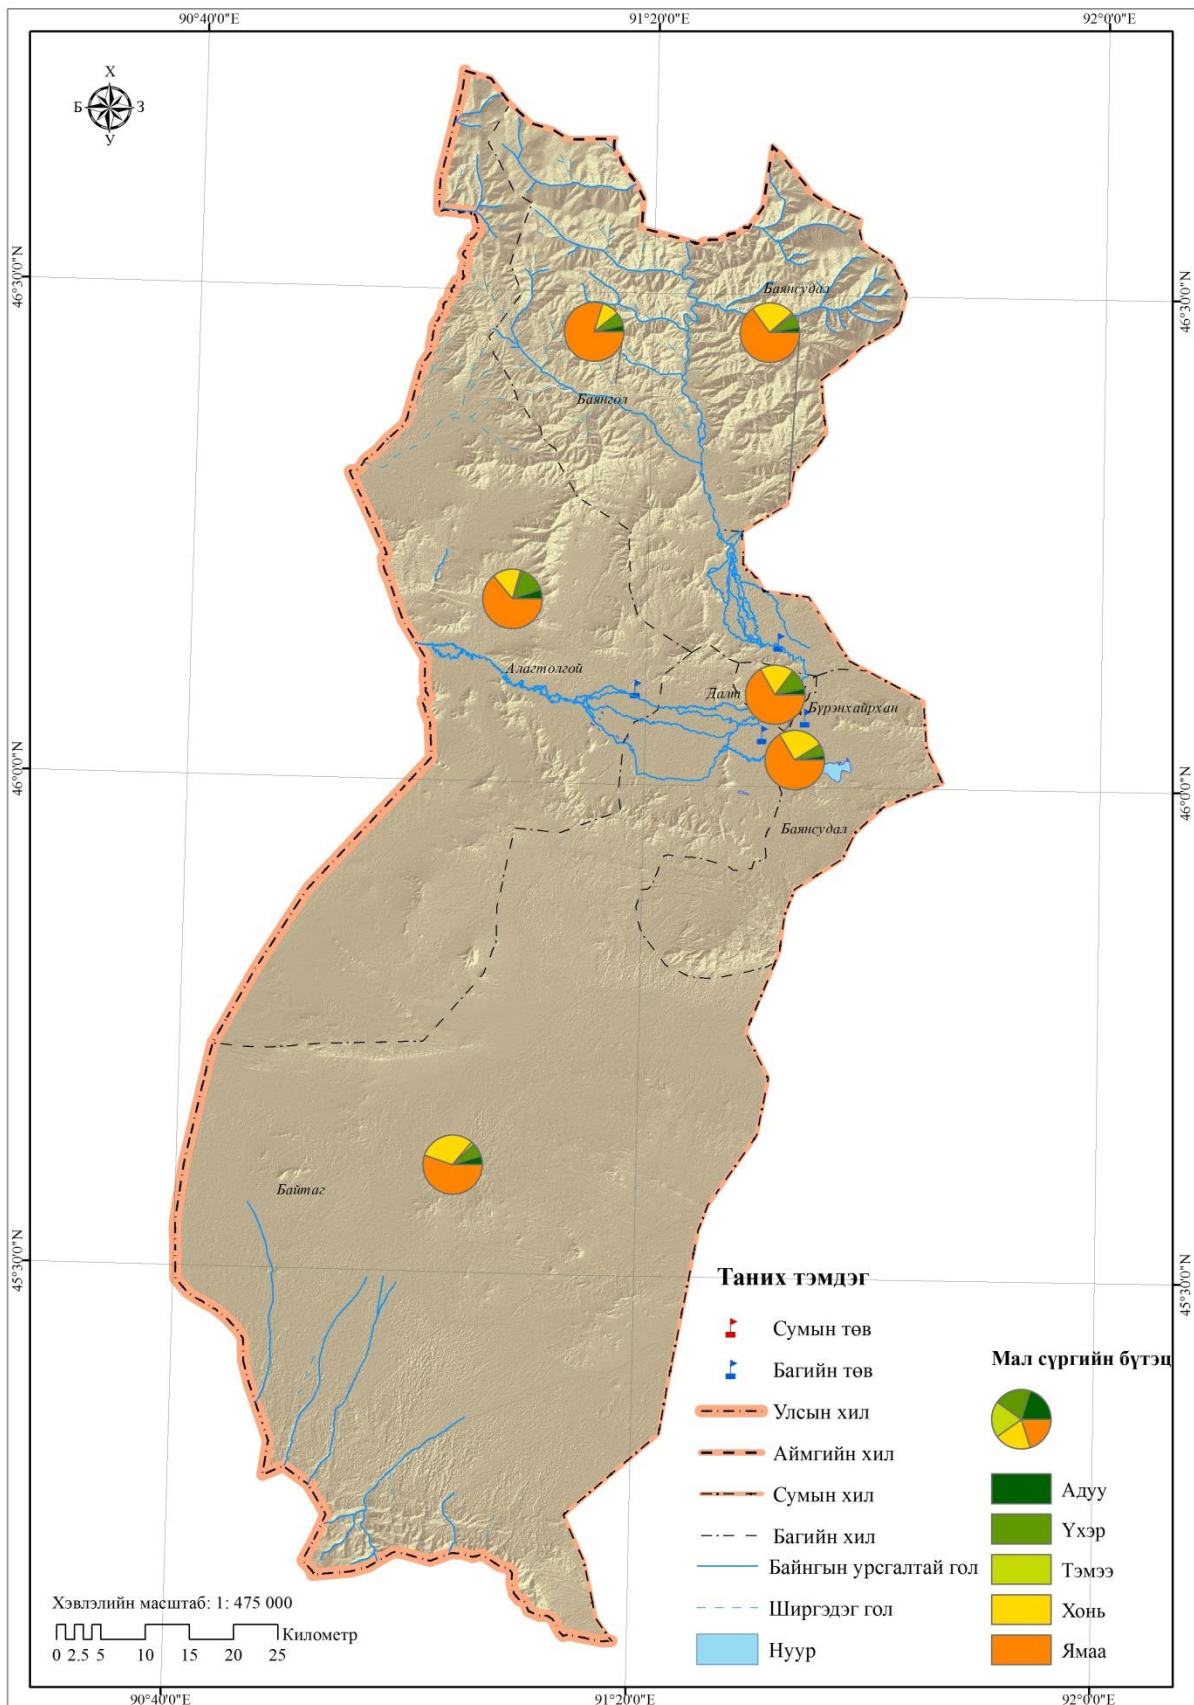 90°40'0"E
91°20'0"E
92°0'0"E
Х
Б
З
У
46°30'0"N
46°30'0"N
Баянсудал
Баянгол
Алагтолгой
Далт
Бүрэнхайрхан
46°0'0"N
46°0'0"N
Баянсудал
Байтаг
45°30'0"N
45°30'0"N
Таних тэмдэг
Сумын төв
Багийн төв
Улсын хил
Аймгийн хил
Сумын хил
Багийн хил
Байнгын урсгалтай гол
Ширгэдэг гол
Нуур
Мал сүргийн бүтэц
Адуу
Үхэр
Тэмээ
Хонь
Ямаа
Хэвлэлийн масштаб: 1: 475 000
Километр
0 2.5 5 10 15 20 25
90°40'0"E
91°20'0"E
92°0'0"E